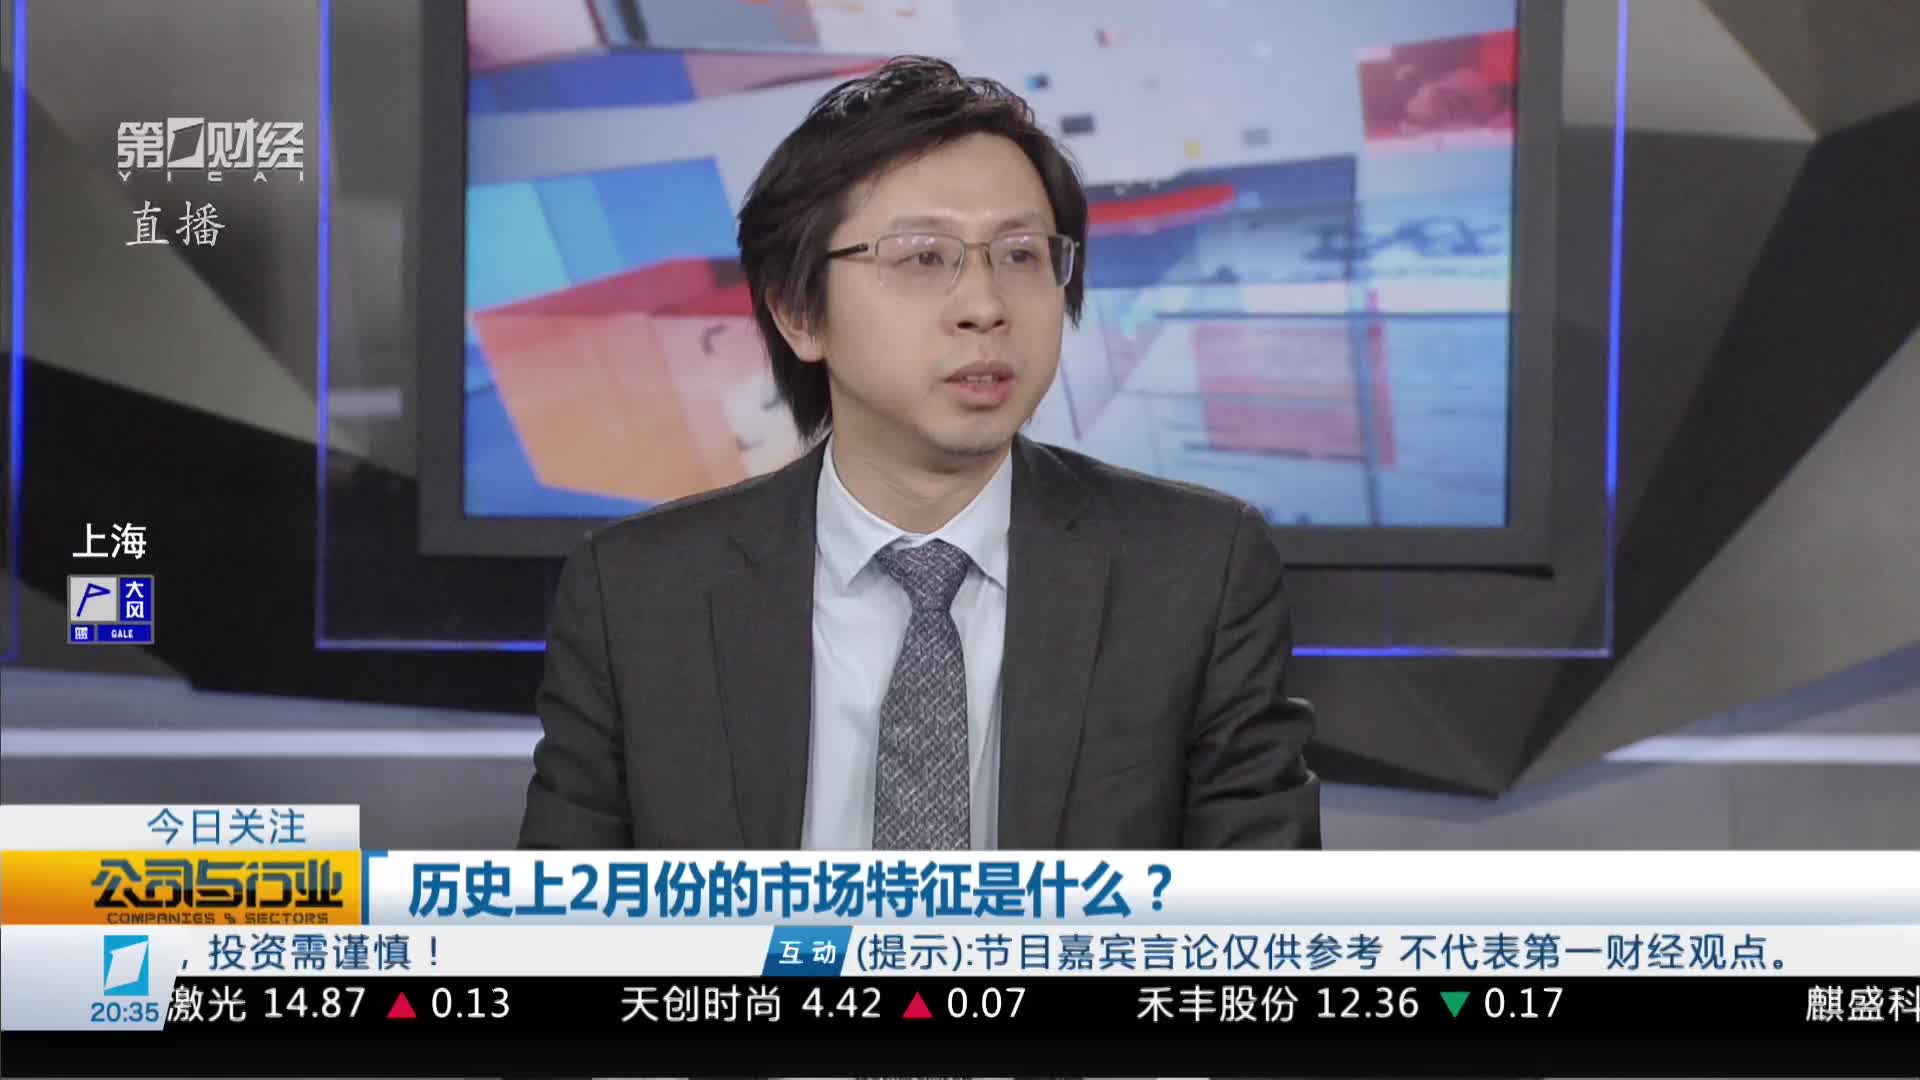 第一财经
YICAI
直播
上海
大风
GALE
今日关注
公司与行业
COMPANIES & SECTORS
历史上2月份的市场特征是什么？
，投资需谨慎！
互动
(提示):节目嘉宾言论仅供参考 不代表第一财经观点。
20:35
激光 14.87 ▲ 0.13 天创时尚 4.42 ▲ 0.07 禾丰股份 12.36 ▼ 0.17 麒盛科